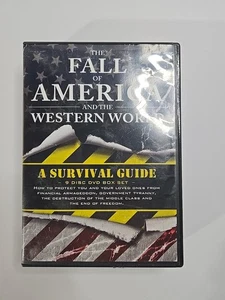 THE
FALL
OF
AMERICA
AND THE
WESTERN WORLD
A SURVIVAL GUIDE
6 DISC DVD BOX SET
HOW TO PROTECT YOU AND YOUR LOVED ONES FROM
FINANCIAL ARMAGEDDON, GOVERNMENT TYRANNY,
THE DESTRUCTION OF THE MIDDLE CLASS AND
THE END OF FREEDOM.